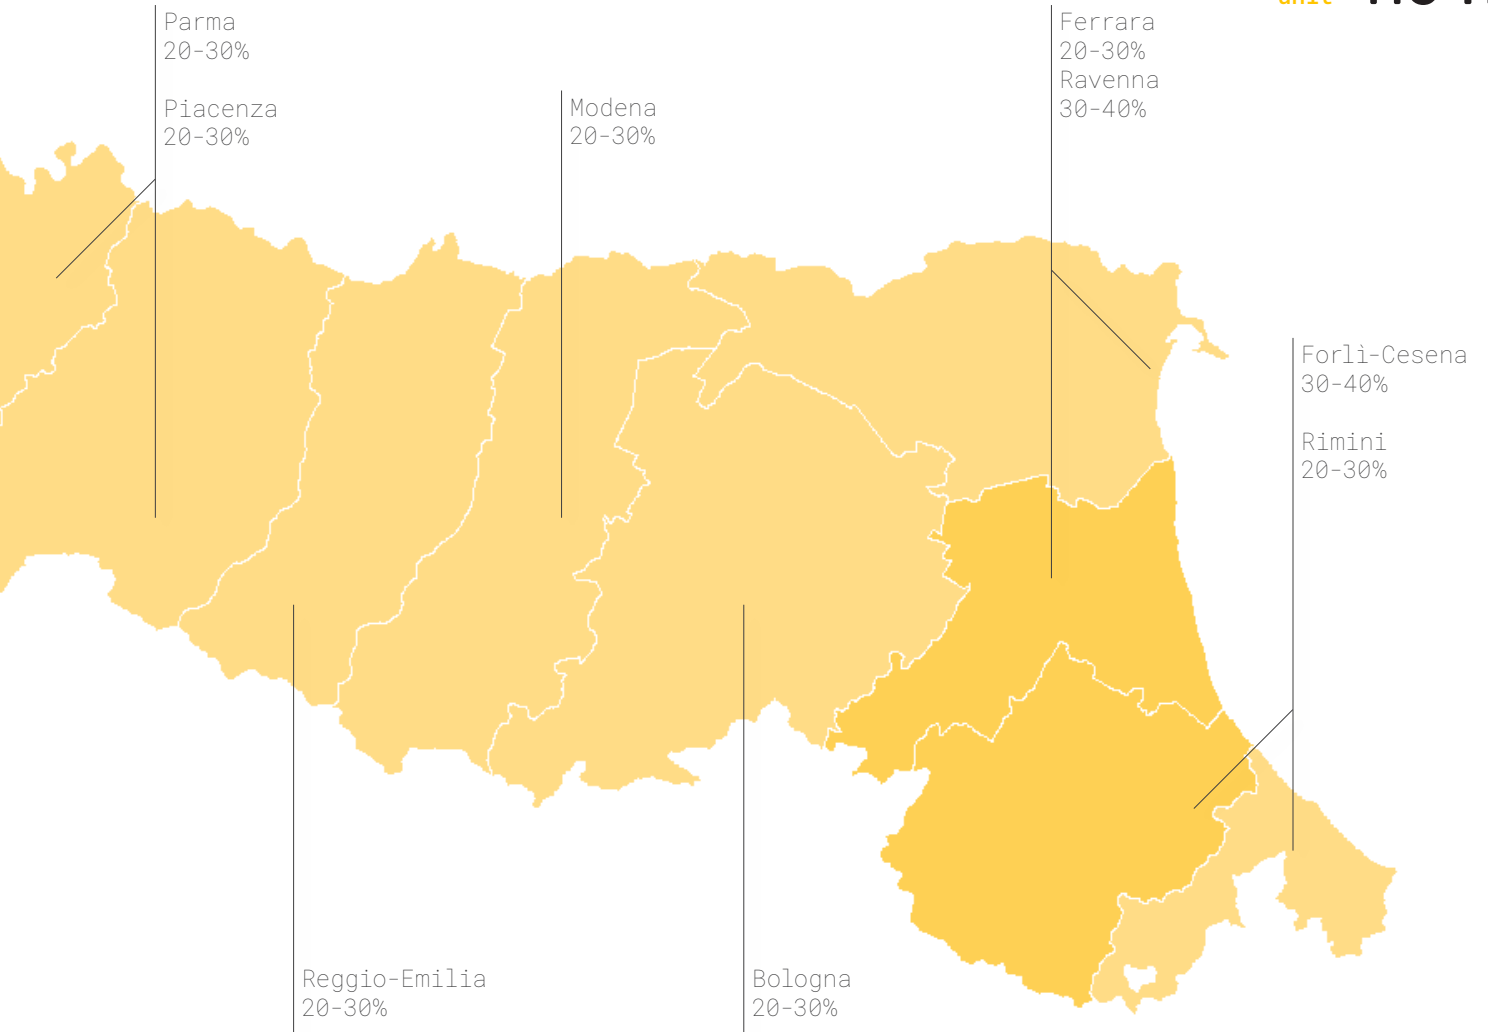 unit
Parma
20-30%
Piacenza
20-30%
Modena
20-30%
Ferrara
20-30%
Ravenna
30-40%
Forlì-Cesena
30-40%
Rimini
20-30%
Reggio-Emilia
20-30%
Bologna
20-30%